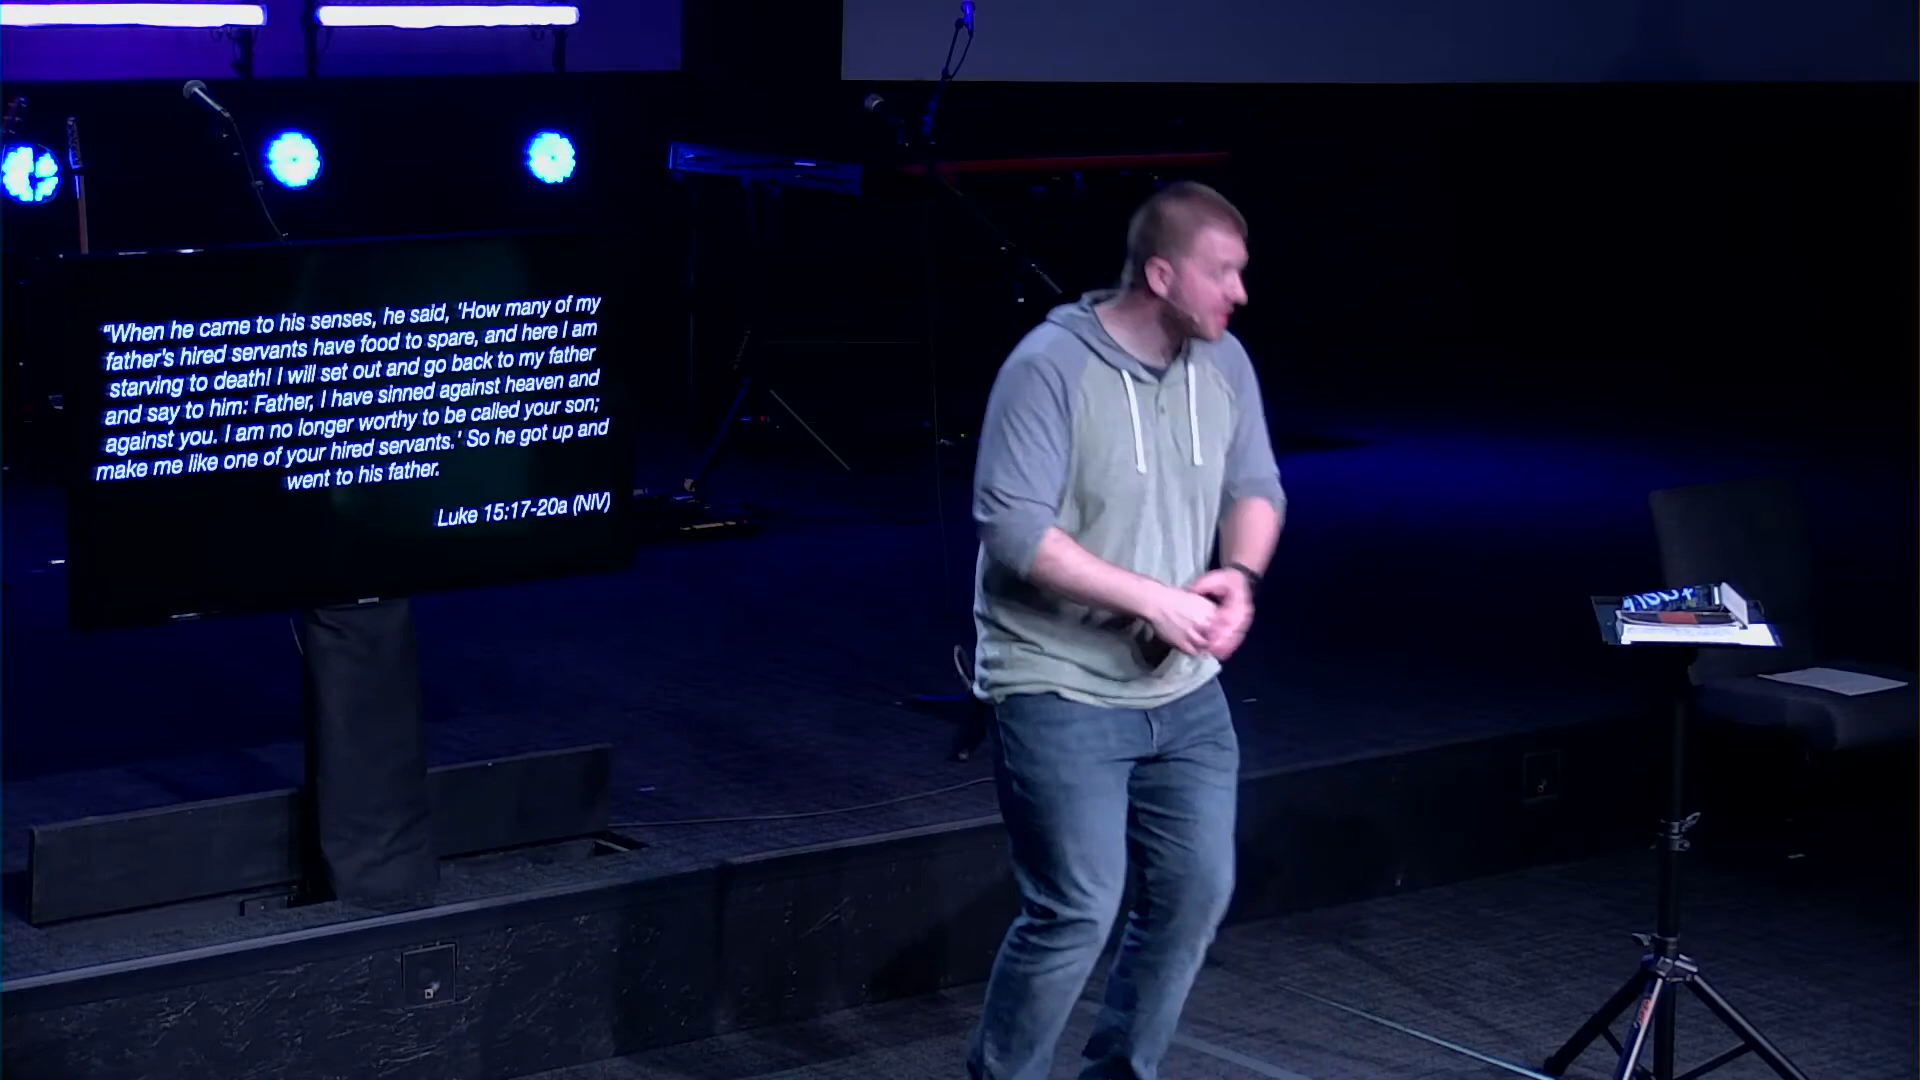 “When he came to his senses, he said, ‘How many of my
father’s hired servants have food to spare, and here I am
starving to death! I will set out and go back to my father
and say to him: Father, I have sinned against heaven and
against you. I am no longer worthy to be called your son;
make me like one of your hired servants.’ So he got up and
went to his father.
Luke 15:17-20a (NIV)